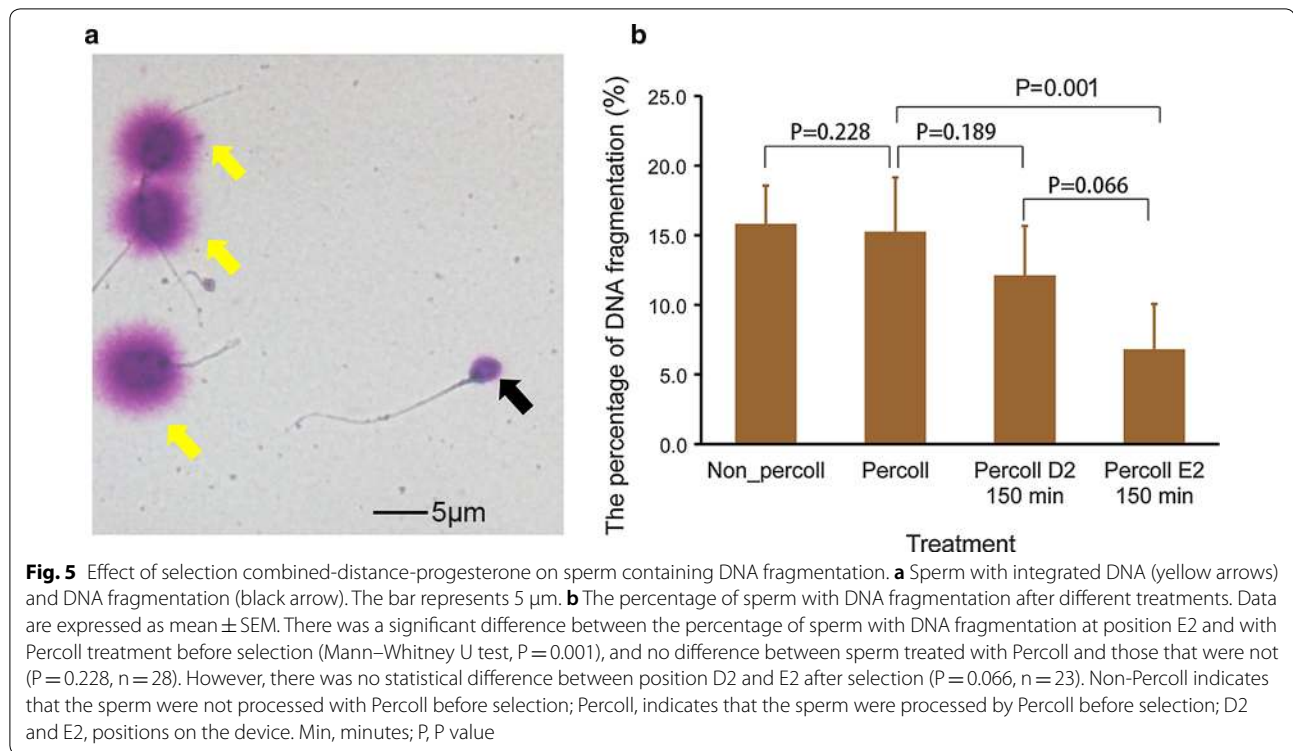 a
5µm
b
P=0.001
P=0.228
P=0.189
P=0.066
The percentage of DNA fragmentation (%)
25.0
20.0
15.0
10.0
5.0
0.0
Non_percoll
Percoll
Percoll D2
150 min
Percoll E2
150 min
Treatment
Fig. 5 Effect of selection combined-distance-progesterone on sperm containing DNA fragmentation. a Sperm with integrated DNA (yellow arrows)
and DNA fragmentation (black arrow). The bar represents 5 µm. b The percentage of sperm with DNA fragmentation after different treatments. Data
are expressed as mean ± SEM. There was a significant difference between the percentage of sperm with DNA fragmentation at position E2 and with
Percoll treatment before selection (Mann–Whitney U test, P = 0.001), and no difference between sperm treated with Percoll and those that were not
(P = 0.228, n = 28). However, there was no statistical difference between position D2 and E2 after selection (P = 0.066, n = 23). Non-Percoll indicates
that the sperm were not processed with Percoll before selection; Percoll, indicates that the sperm were processed by Percoll before selection; D2
and E2, positions on the device. Min, minutes; P, P value